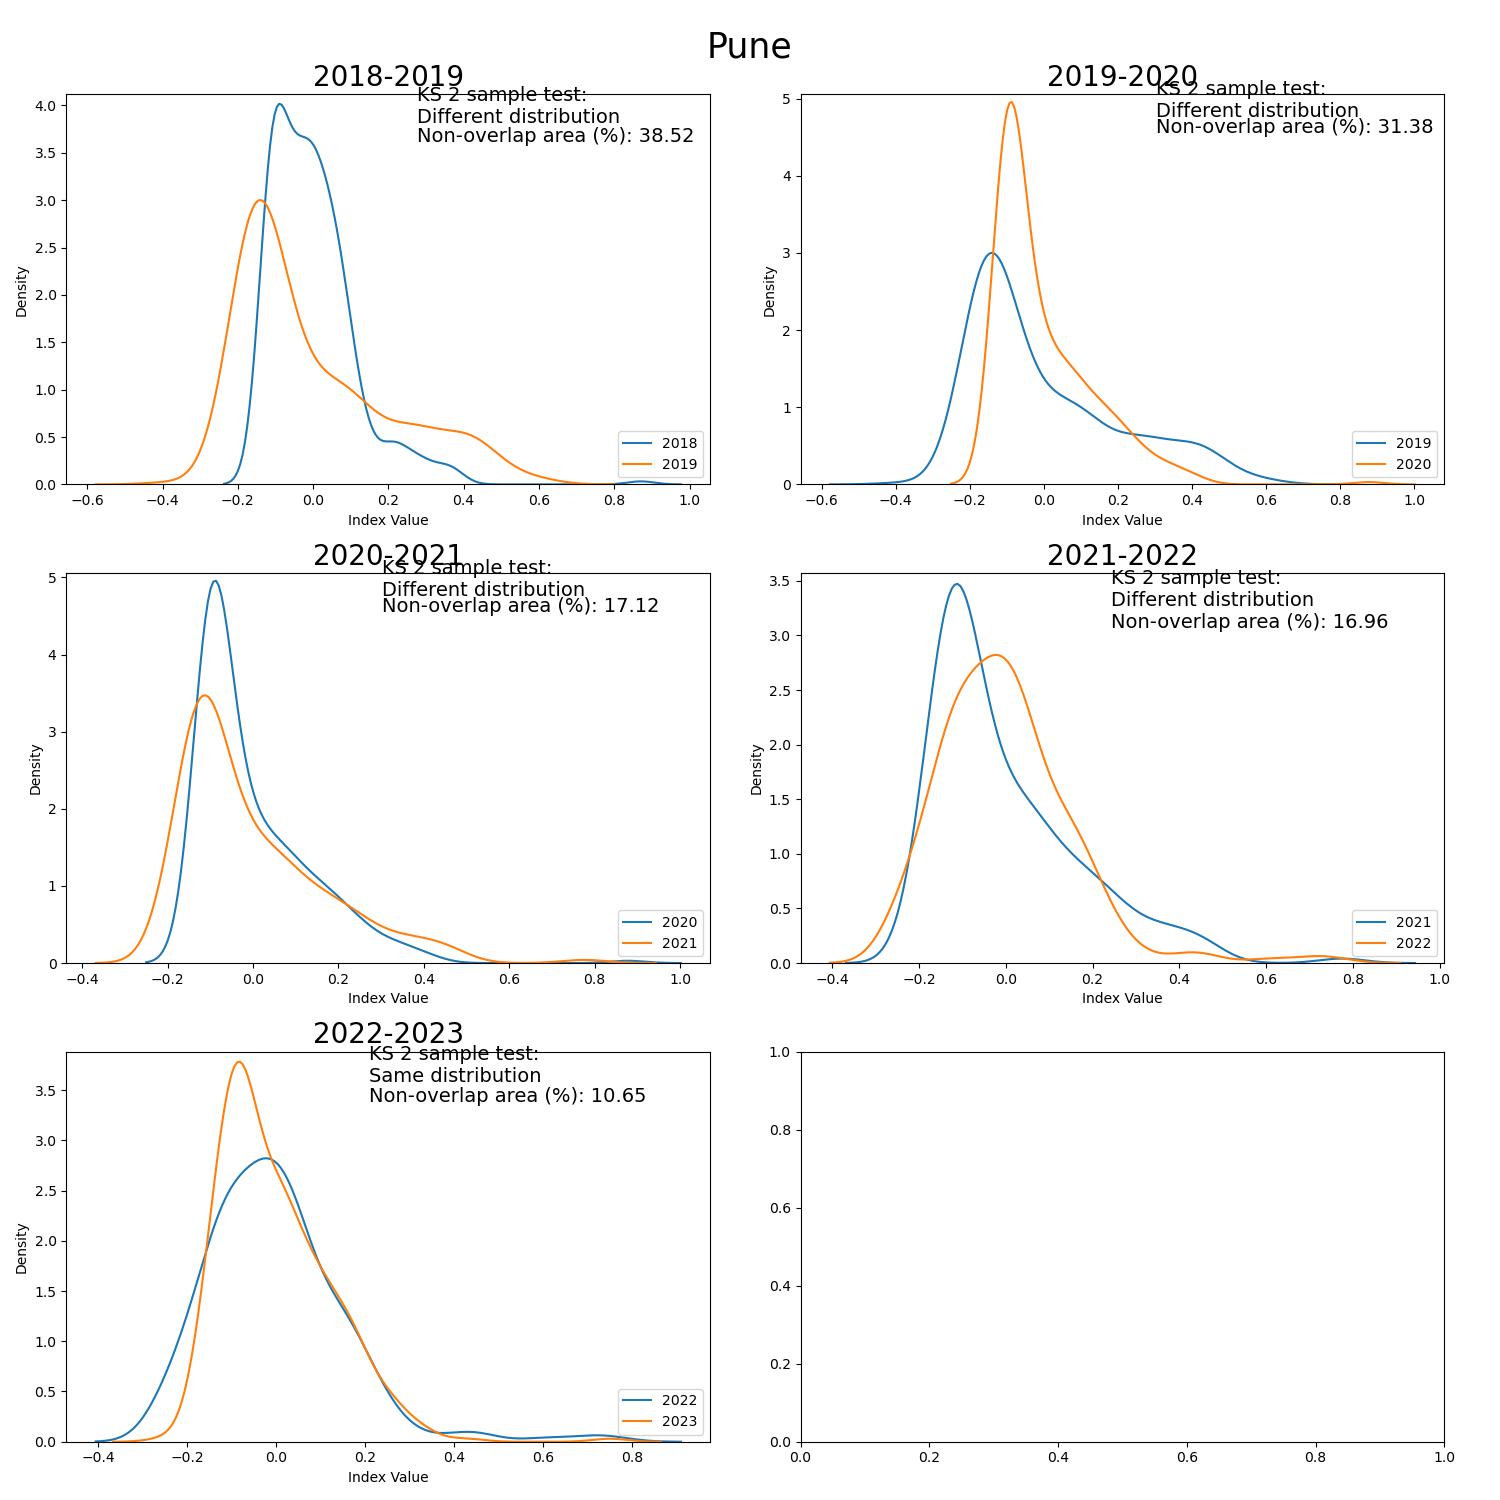 Pune
2018-2019
KS 2 sample test:
Different distribution
Non-overlap area (%): 38.52
4.0
3.5
3.0
2.5
2.0
1.5
1.0
0.5
0.0
Density
2018
2019
−0.6 −0.4 −0.2 0.0 0.2 0.4 0.6 0.8 1.0
Index Value
2019-2020
KS 2 sample test:
Different distribution
Non-overlap area (%): 31.38
5
4
3
2
1
0
Density
2019
2020
−0.6 −0.4 −0.2 0.0 0.2 0.4 0.6 0.8 1.0
Index Value
2020-2021
KS 2 sample test:
Different distribution
Non-overlap area (%): 17.12
5
4
3
2
1
0
Density
2020
2021
−0.4 −0.2 0.0 0.2 0.4 0.6 0.8 1.0
Index Value
2021-2022
KS 2 sample test:
Different distribution
Non-overlap area (%): 16.96
3.5
3.0
2.5
2.0
1.5
1.0
0.5
0.0
Density
2021
2022
−0.4 −0.2 0.0 0.2 0.4 0.6 0.8 1.0
Index Value
2022-2023
KS 2 sample test:
Same distribution
Non-overlap area (%): 10.65
3.5
3.0
2.5
2.0
1.5
1.0
0.5
0.0
Density
2022
2023
−0.4 −0.2 0.0 0.2 0.4 0.6 0.8
Index Value
1.0
0.8
0.6
0.4
0.2
0.0
0.0 0.2 0.4 0.6 0.8 1.0